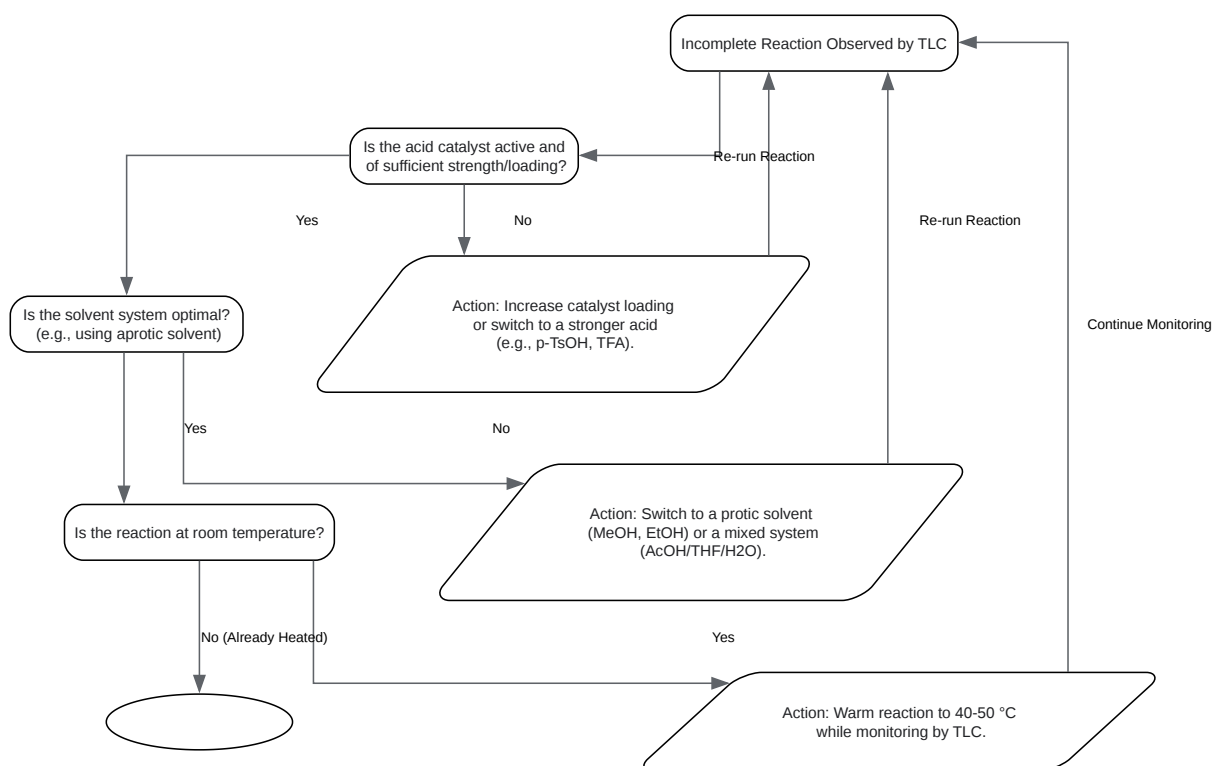 Incomplete Reaction Observed by TLC
Is the acid catalyst active and
of sufficient strength/loading?
Re-run Reaction
Yes
No
Re-run Reaction
Action: Increase catalyst loading
or switch to a stronger acid
(e.g., p-TsOH, TFA).
Is the solvent system optimal?
(e.g., using aprotic solvent)
Continue Monitoring
Yes
No
Action: Switch to a protic solvent
(MeOH, EtOH) or a mixed system
(AcOH/THF/H2O).
Is the reaction at room temperature?
No (Already Heated)
Yes
Action: Warm reaction to 40-50 °C
while monitoring by TLC.